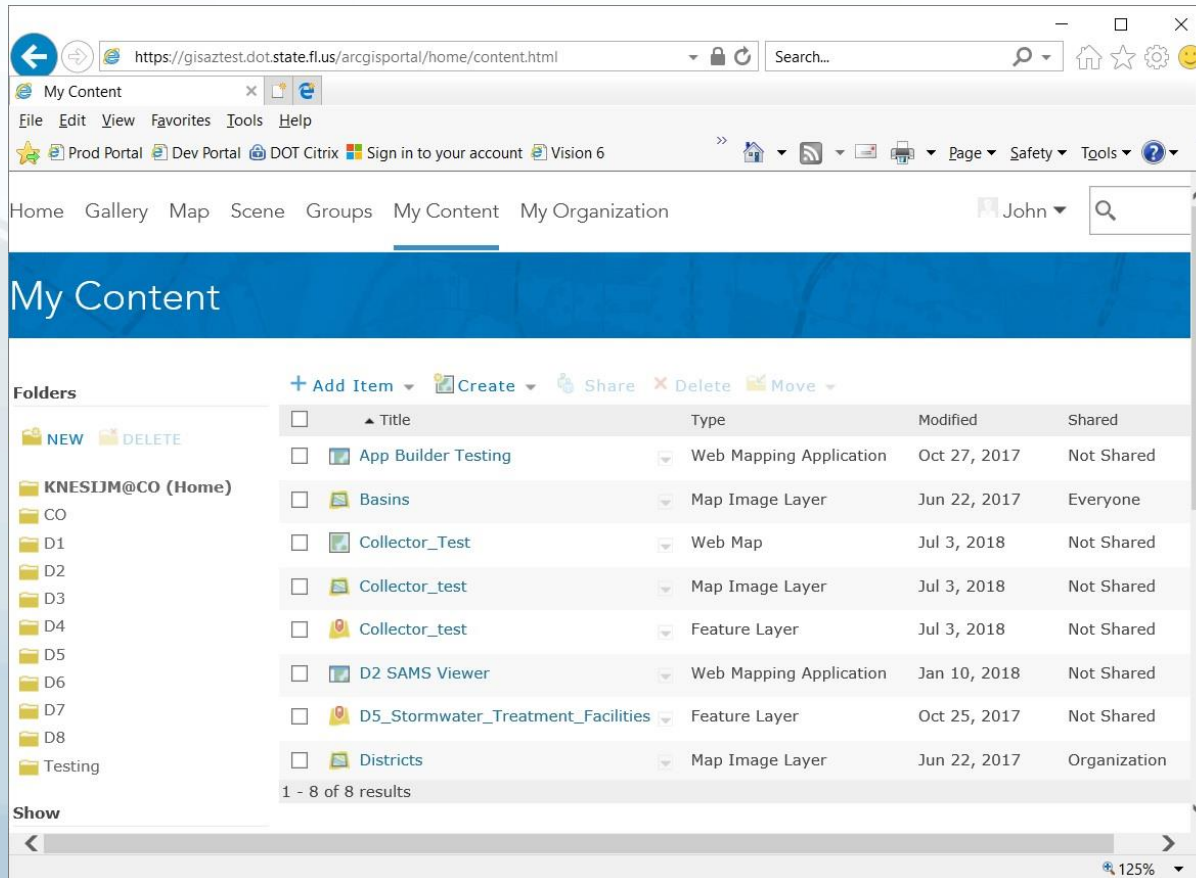 https://gisaztest.dot.state.fl.us/arcgisportal/home/content.html Search...
My Content
File Edit View Favorites Tools Help
Prod Portal Dev Portal DOT Citrix Sign in to your account Vision 6 » Page Safety Tools
Home Gallery Map Scene Groups My Content My Organization John
My Content
Folders
NEW DELETE
KNESIJM@CO (Home)
CO
D1
D2
D3
D4
D5
D6
D7
D8
Testing
Show
+ Add Item Create Share Delete Move
Title Type Modified Shared
App Builder Testing Web Mapping Application Oct 27, 2017 Not Shared
Basins Map Image Layer Jun 22, 2017 Everyone
Collector_Test Web Map Jul 3, 2018 Not Shared
Collector_test Map Image Layer Jul 3, 2018 Not Shared
Collector_test Feature Layer Jul 3, 2018 Not Shared
D2 SAMS Viewer Web Mapping Application Jan 10, 2018 Not Shared
D5_Stormwater_Treatment_Facilities Feature Layer Oct 25, 2017 Not Shared
Districts Map Image Layer Jun 22, 2017 Organization
1 - 8 of 8 results
125%